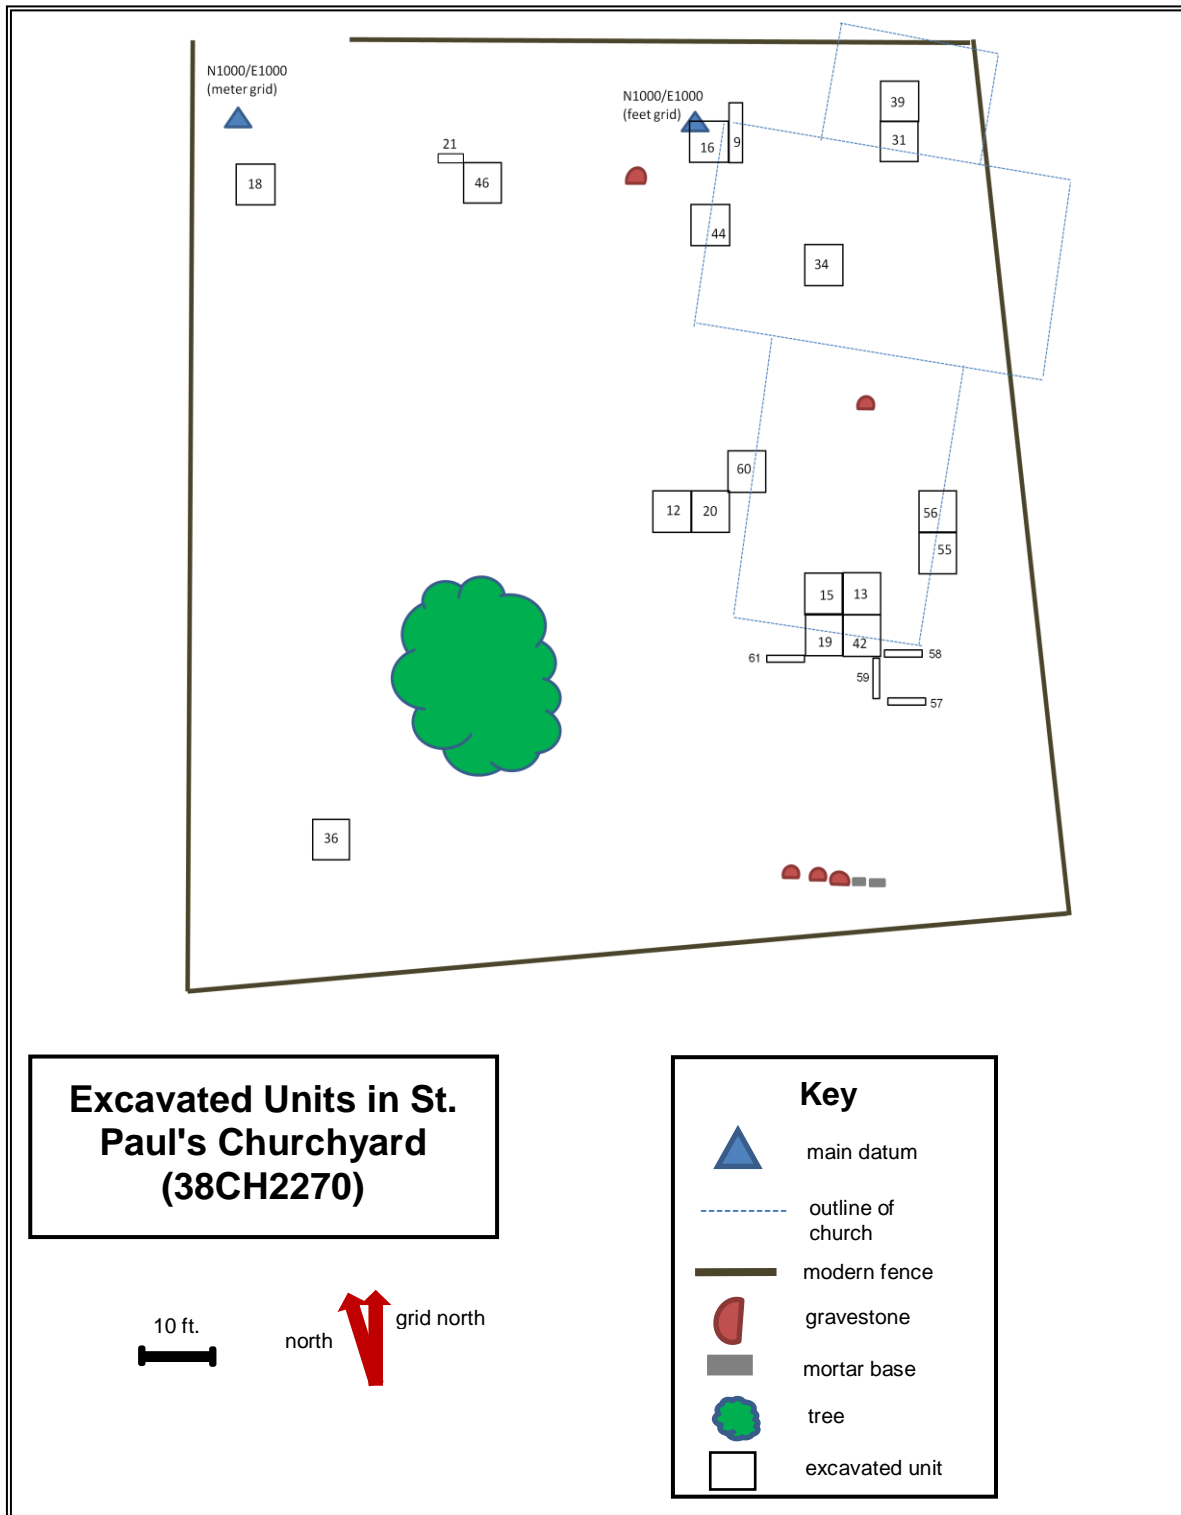 N1000/E1000
(meter grid)
N1000/E1000
(feet grid)
39
31
16
9
21
18
46
44
34
60
12
20
56
55
15
13
19
42
61
58
59
57
36
Excavated Units in St.
Paul's Churchyard
(38CH2270)
10 ft.
north
grid north
Key
main datum
outline of
church
modern fence
gravestone
mortar base
tree
excavated unit